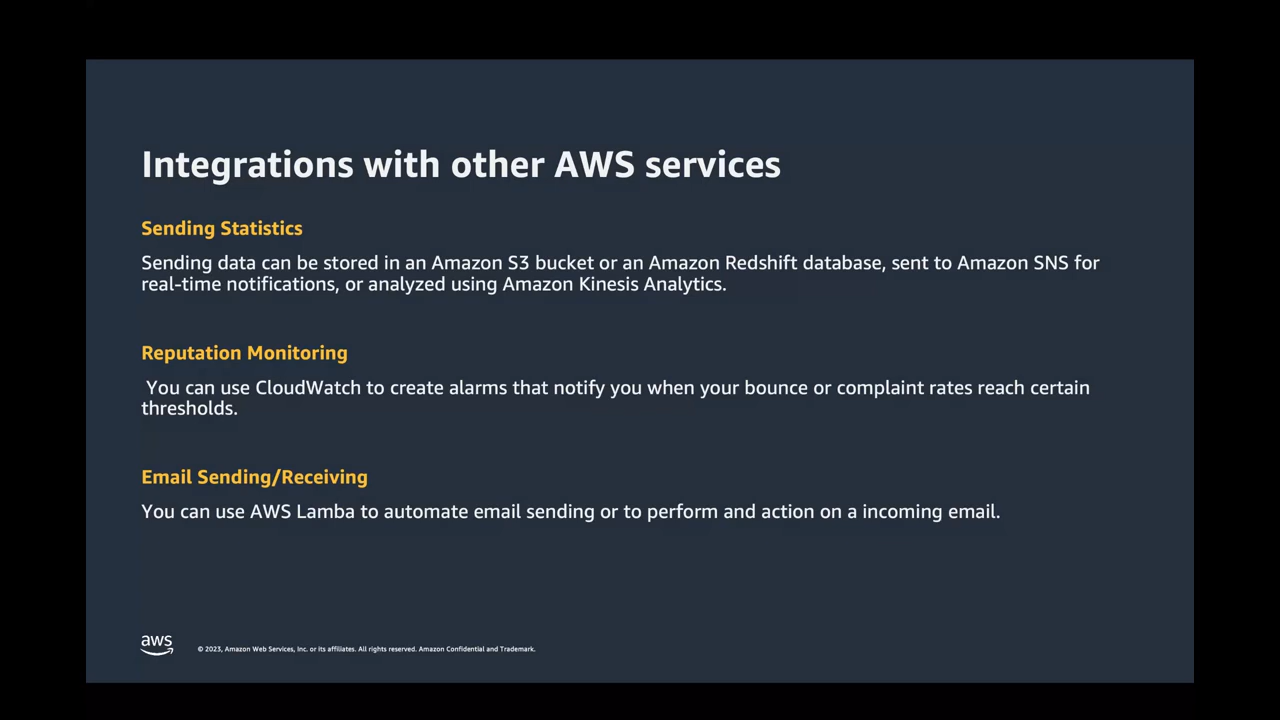 Integrations with other AWS services
Sending Statistics
Sending data can be stored in an Amazon S3 bucket or an Amazon Redshift database, sent to Amazon SNS for
real-time notifications, or analyzed using Amazon Kinesis Analytics.
Reputation Monitoring
You can use CloudWatch to create alarms that notify you when your bounce or complaint rates reach certain
thresholds.
Email Sending/Receiving
You can use AWS Lamba to automate email sending or to perform and action on a incoming email.
aws
© 2023, Amazon Web Services, Inc. or its affiliates. All rights reserved. Amazon Confidential and Trademark.